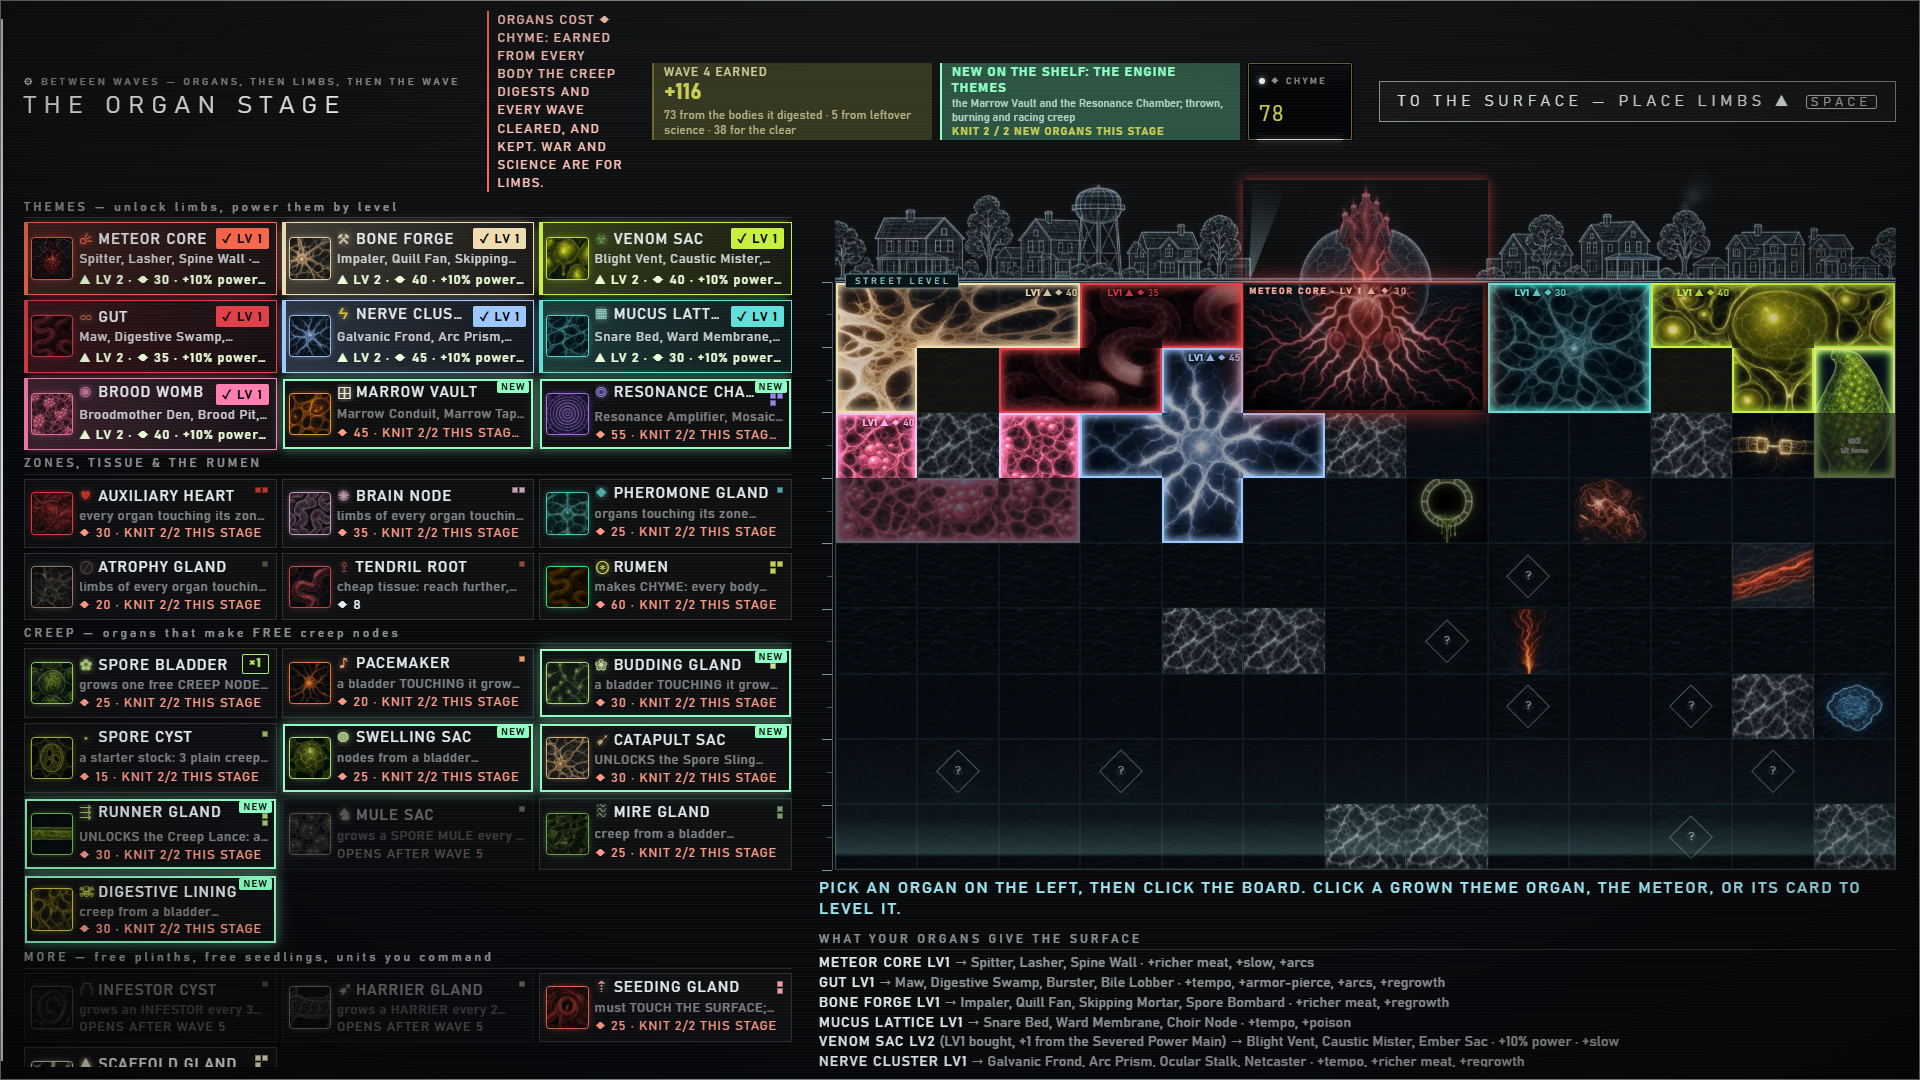 BETWEEN WAVES — ORGANS, THEN LIMBS, THEN THE WAVE
THE ORGAN STAGE
ORGANS COST ◆
CHYME: EARNED
FROM EVERY
BODY THE CREEP
DIGESTS AND
EVERY WAVE
CLEARED, AND
KEPT. WAR AND
SCIENCE ARE FOR
LIMBS.
WAVE 4 EARNED
+116
73 from the bodies it digested · 5 from leftover
science · 38 for the clear
NEW ON THE SHELF: THE ENGINE
THEMES
the Marrow Vault and the Resonance Chamber; thrown,
burning and racing creep
KNIT 2 / 2 NEW ORGANS THIS STAGE
◆ CHYME
78
TO THE SURFACE — PLACE LIMBS ▲ SPACE
THEMES — unlock limbs, power them by level
METEOR CORE ✓ LV 1
Spitter, Lasher, Spine Wall ·…
▲ LV 2 · ◆ 30 · +10% power…
BONE FORGE ✓ LV 1
Impaler, Quill Fan, Skipping…
▲ LV 2 · ◆ 40 · +10% power…
VENOM SAC ✓ LV 1
Blight Vent, Caustic Mister,…
▲ LV 2 · ◆ 40 · +10% power…
GUT ✓ LV 1
Maw, Digestive Swamp,…
▲ LV 2 · ◆ 35 · +10% power…
NERVE CLUS… ✓ LV 1
Galvanic Frond, Arc Prism,…
▲ LV 2 · ◆ 45 · +10% power…
MUCUS LATT… ✓ LV 1
Snare Bed, Ward Membrane,…
▲ LV 2 · ◆ 30 · +10% power…
BROOD WOMB ✓ LV 1
Broodmother Den, Brood Pit,…
▲ LV 2 · ◆ 40 · +10% power…
MARROW VAULT NEW
Marrow Conduit, Marrow Tap…
◆ 45 · KNIT 2/2 THIS STAG…
RESONANCE CHA… NEW
Resonance Amplifier, Mosaic…
◆ 55 · KNIT 2/2 THIS STAG…
ZONES, TISSUE & THE RUMEN
AUXILIARY HEART
every organ touching its zon…
◆ 30 · KNIT 2/2 THIS STAGE
BRAIN NODE
limbs of every organ touchin…
◆ 35 · KNIT 2/2 THIS STAGE
PHEROMONE GLAND
organs touching its zone…
◆ 25 · KNIT 2/2 THIS STAGE
ATROPHY GLAND
limbs of every organ touchin…
◆ 20 · KNIT 2/2 THIS STAGE
TENDRIL ROOT
cheap tissue: reach further,…
◆ 8
RUMEN
makes CHYME: every body…
◆ 60 · KNIT 2/2 THIS STAGE
CREEP — organs that make FREE creep nodes
SPORE BLADDER ×1
grows one free CREEP NODE…
◆ 25 · KNIT 2/2 THIS STAGE
PACEMAKER
a bladder TOUCHING it grow…
◆ 20 · KNIT 2/2 THIS STAGE
BUDDING GLAND NEW
a bladder TOUCHING it grow…
◆ 30 · KNIT 2/2 THIS STAGE
SPORE CYST
a starter stock: 3 plain creep…
◆ 15 · KNIT 2/2 THIS STAGE
SWELLING SAC NEW
nodes from a bladder…
◆ 25 · KNIT 2/2 THIS STAGE
CATAPULT SAC NEW
UNLOCKS the Spore Sling…
◆ 30 · KNIT 2/2 THIS STAGE
RUNNER GLAND NEW
UNLOCKS the Creep Lance: a…
◆ 30 · KNIT 2/2 THIS STAGE
MULE SAC
grows a SPORE MULE every …
OPENS AFTER WAVE 5
MIRE GLAND
creep from a bladder…
◆ 25 · KNIT 2/2 THIS STAGE
DIGESTIVE LINING NEW
creep from a bladder…
◆ 30 · KNIT 2/2 THIS STAGE
MORE — free plinths, free seedlings, units you command
INFESTOR CYST
grows an INFESTOR every 3…
OPENS AFTER WAVE 5
HARRIER GLAND
grows a HARRIER every 2…
OPENS AFTER WAVE 5
SEEDING GLAND
must TOUCH THE SURFACE;…
◆ 25 · KNIT 2/2 THIS STAGE
SCAFFOLD GLAND
STREET LEVEL
LV1 ▲ ◆ 40
LV1 ▲ ◆ 35
METEOR CORE · LV 1 ▲ ◆ 30
LV1 ▲ ◆ 30
LV1 ▲ ◆ 40
LV1 ▲ ◆ 45
LV1 ▲ ◆ 40
?
?
?
?
?
?
?
?
PICK AN ORGAN ON THE LEFT, THEN CLICK THE BOARD. CLICK A GROWN THEME ORGAN, THE METEOR, OR ITS CARD TO
LEVEL IT.
WHAT YOUR ORGANS GIVE THE SURFACE
METEOR CORE LV1 → Spitter, Lasher, Spine Wall · +richer meat, +slow, +arcs
GUT LV1 → Maw, Digestive Swamp, Burster, Bile Lobber · +tempo, +armor-pierce, +arcs, +regrowth
BONE FORGE LV1 → Impaler, Quill Fan, Skipping Mortar, Spore Bombard · +richer meat, +regrowth
MUCUS LATTICE LV1 → Snare Bed, Ward Membrane, Choir Node · +tempo, +poison
VENOM SAC LV2 (LV1 bought, +1 from the Severed Power Main) → Blight Vent, Caustic Mister, Ember Sac · +10% power · +slow
NERVE CLUSTER LV1 → Galvanic Frond, Arc Prism, Ocular Stalk, Netcaster · +tempo, +richer meat, +regrowth